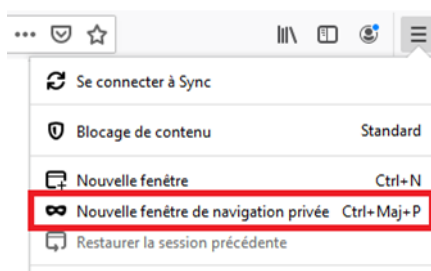 Se connecter à Sync
Blocage de contenu Standard
Nouvelle fenêtre Ctrl+N
Nouvelle fenêtre de navigation privée Ctrl+Maj+P
Restaurer la session précédente